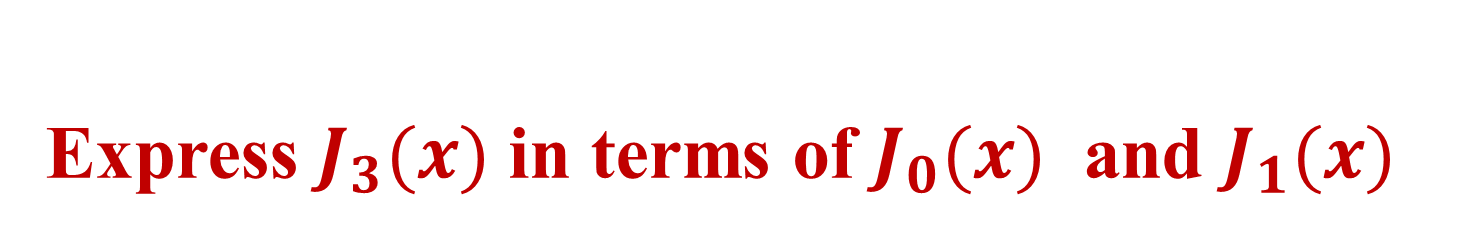 Express J₃(x) in terms of J₀(x) and J₁(x)